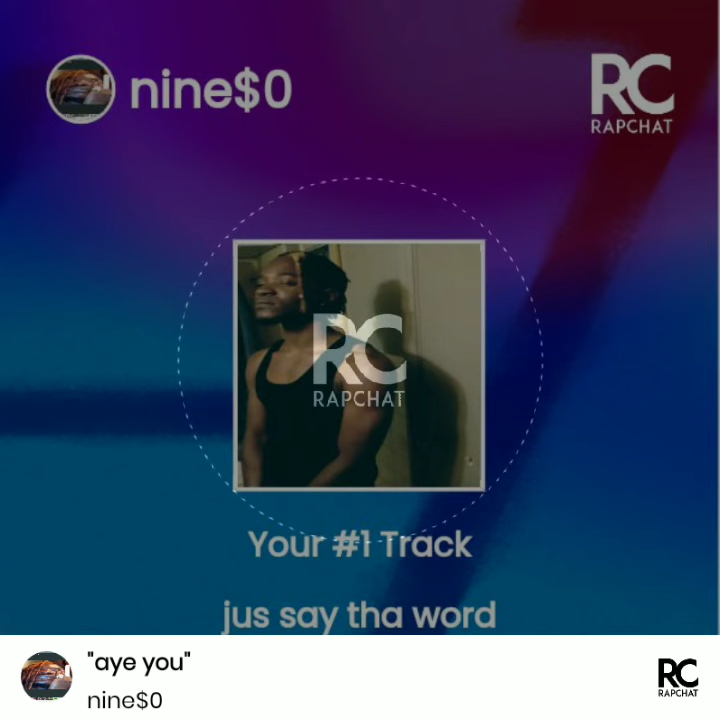 nine$0
RC
RAPCHAT
RC
RAPCHAT
Your #1 Track
jus say tha word
"aye you"
nine$0
RC
RAPCHAT